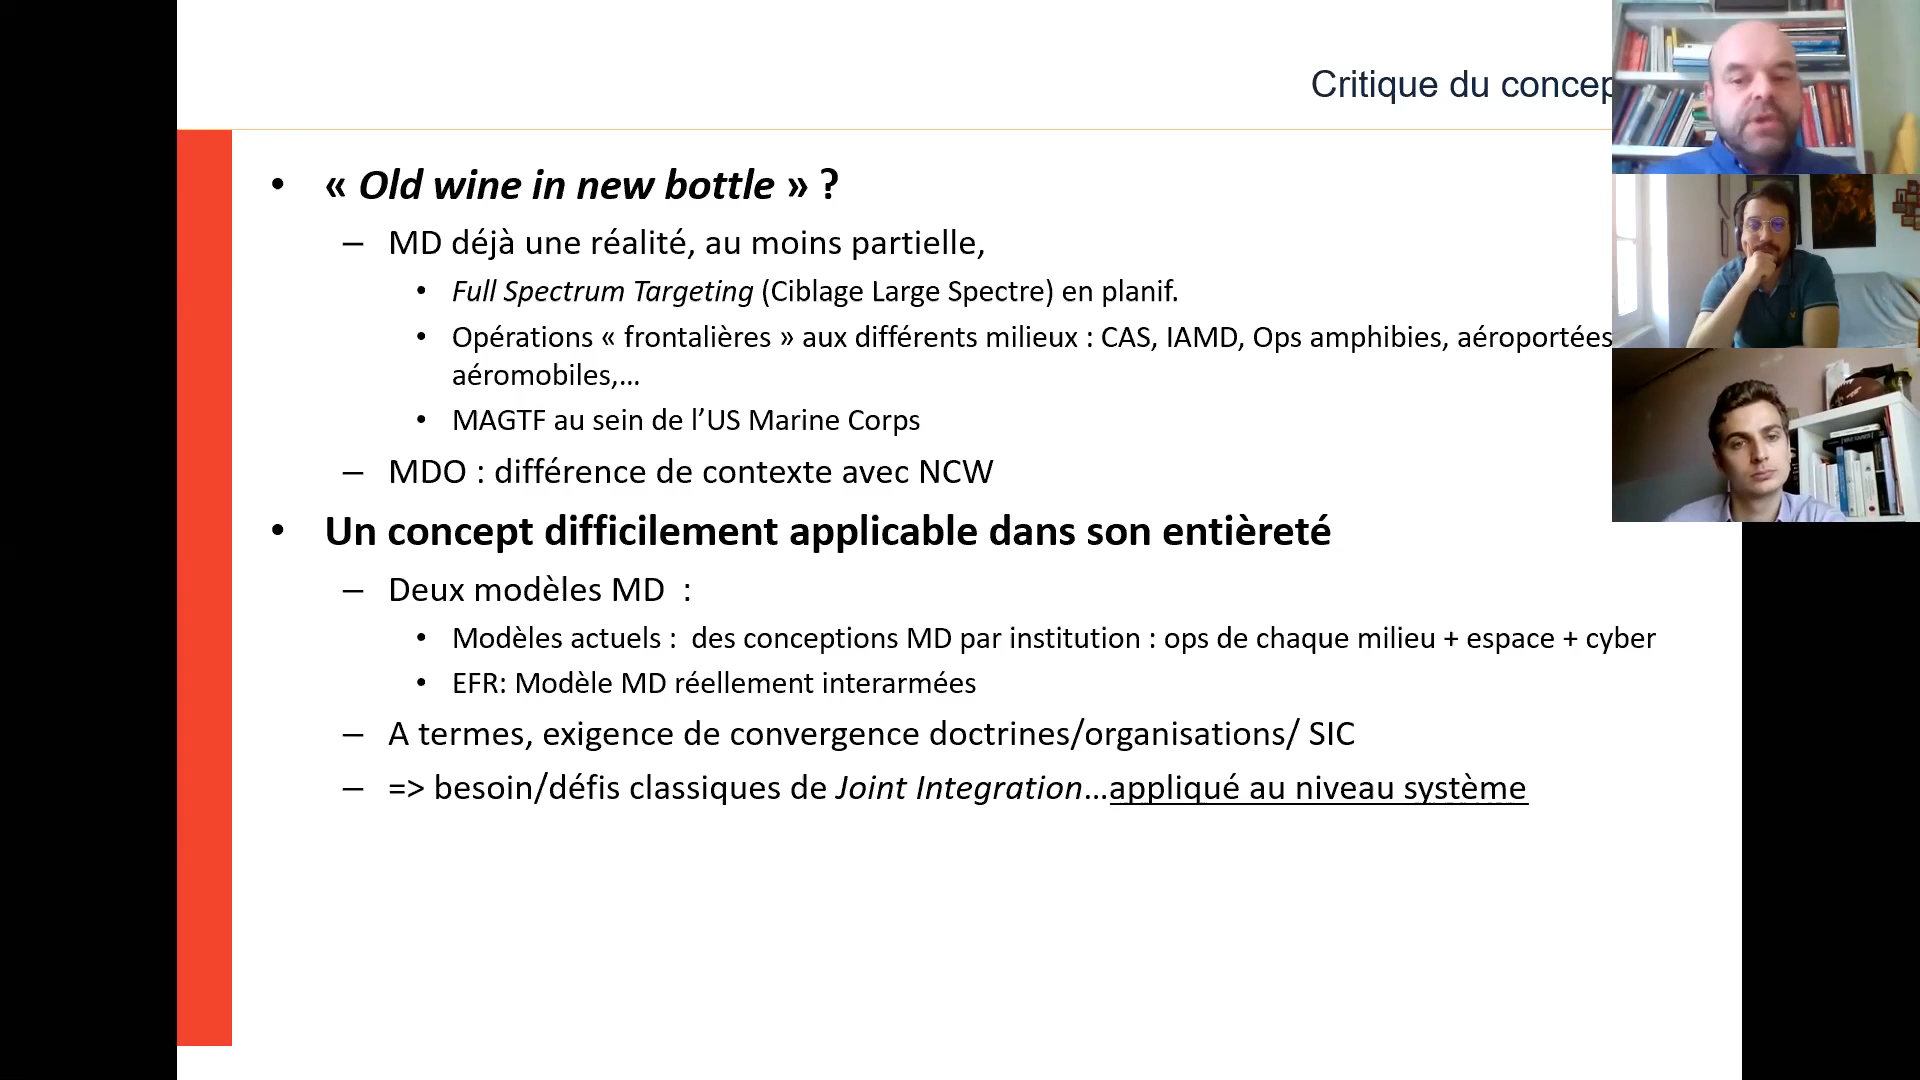 Critique du concep
• « Old wine in new bottle » ?
– MD déjà une réalité, au moins partielle,
• Full Spectrum Targeting (Ciblage Large Spectre) en planif.
• Opérations « frontalières » aux différents milieux : CAS, IAMD, Ops amphibies, aéroportées
aéromobiles,...
• MAGTF au sein de l’US Marine Corps
– MDO : différence de contexte avec NCW
• Un concept difficilement applicable dans son entièreté
– Deux modèles MD :
• Modèles actuels : des conceptions MD par institution : ops de chaque milieu + espace + cyber
• EFR: Modèle MD réellement interarmées
– A termes, exigence de convergence doctrines/organisations/ SIC
– => besoin/défis classiques de Joint Integration...appliqué au niveau système